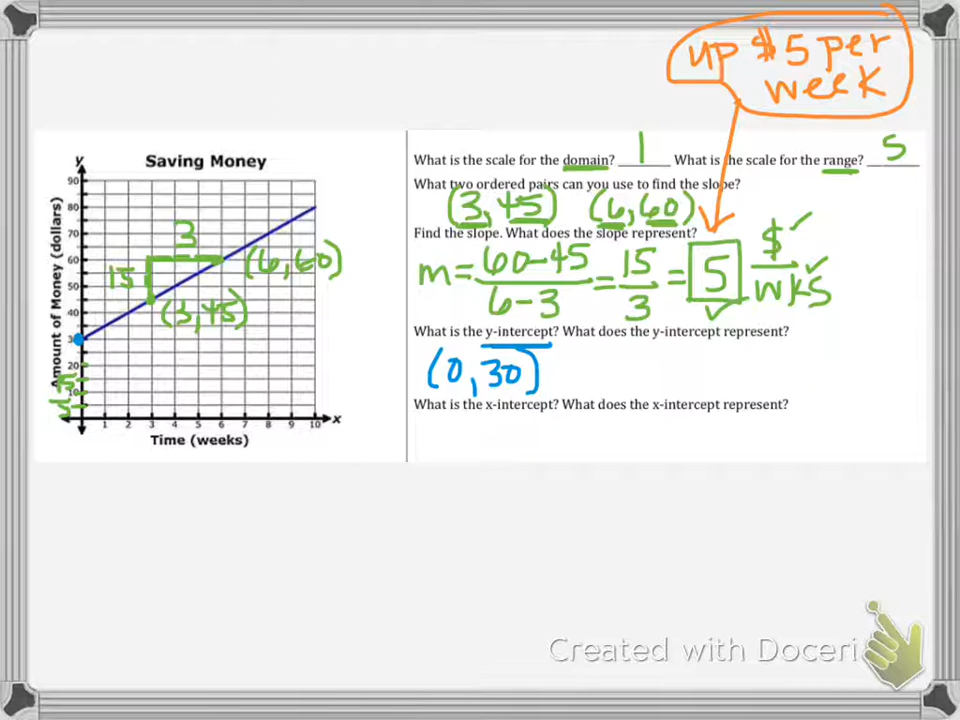 up $5 per
week
Saving Money
y
90
80
70
60
50
40
30
20
10
15
5
Amount of Money (dollars)
3
15
(6,60)
(3,45)
1 2 3 4 5 6 7 8 9 10 x
Time (weeks)
What is the scale for the domain? 1 What is the scale for the range? 5
What two ordered pairs can you use to find the slope?
(3,45) (6,60)
Find the slope. What does the slope represent?
m = 60-45 / 6-3 = 15 / 3 = 5 $ / wks
What is the y-intercept? What does the y-intercept represent?
(0,30)
What is the x-intercept? What does the x-intercept represent?
Created with Doceri